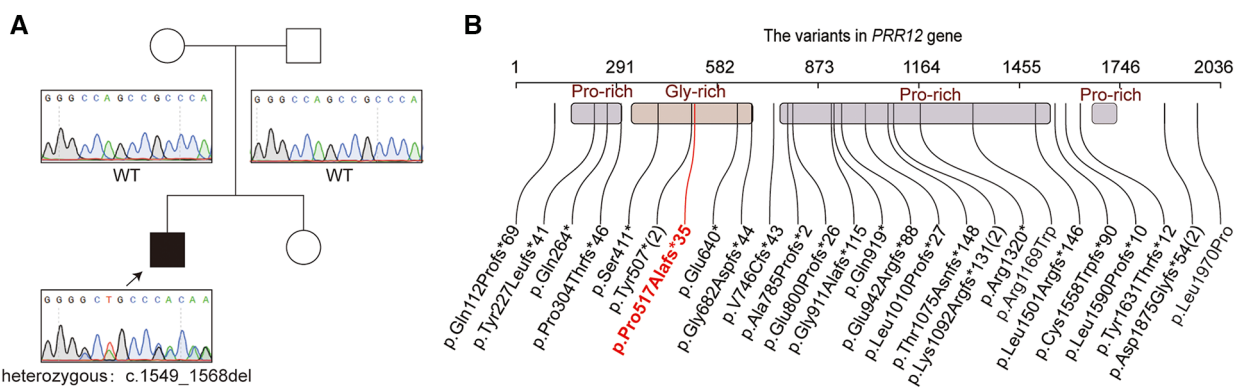 A
GGGCCAGCCGCCCA
WT
GGGCCAGCCGCCCA
WT
GGGGCTGCCCACAA
heterozygous: c.1549_1568del
B
The variants in PRR12 gene
1 291 582 873 1164 1455 1746 2036
Pro-rich Gly-rich Pro-rich Pro-rich
p.Gln112Profs*69
p.Tyr227Leufs*41
p.Gln264*
p.Pro304Thrfs*46
p.Ser411*
p.Tyr507*(2)
p.Pro517Alafs*35
p.Glu640*
p.Gly682Aspfs*44
p.V746Cfs*43
p.Ala785Profs*2
p.Glu800Profs*26
p.Gly911Alafs*115
p.Gln919*
p.Glu942Argfs*88
p.Leu1010Profs*27
p.Thr1075Asnfs*148
p.Lys1092Argfs*131(2)
p.Arg1320*
p.Arg1169Trp
p.Leu1501Argfs*146
p.Cys1558Trpfs*90
p.Leu1590Profs*10
p.Tyr1631Thrfs*12
p.Asp1875Glyfs*54(2)
p.Leu1970Pro